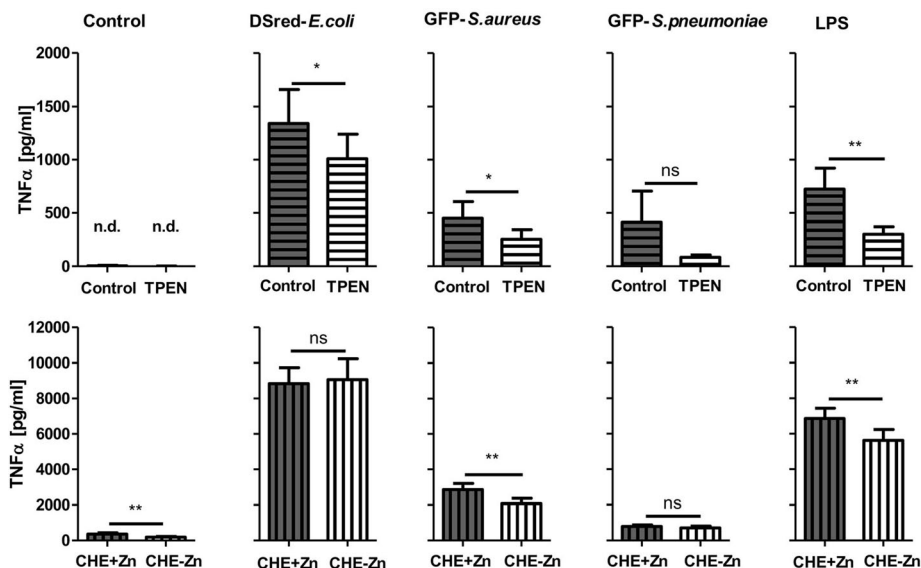 Control DSred-E.coli GFP-S.aureus GFP-S.pneumoniae LPS
TNFα [pg/ml]
2000
1500
1000
500
0
n.d. n.d.
*
*
ns
**
Control TPEN Control TPEN Control TPEN Control TPEN Control TPEN
TNFα [pg/ml]
12000
10000
8000
6000
4000
2000
0
**
ns
**
ns
**
CHE+Zn CHE-Zn CHE+Zn CHE-Zn CHE+Zn CHE-Zn CHE+Zn CHE-Zn CHE+Zn CHE-Zn